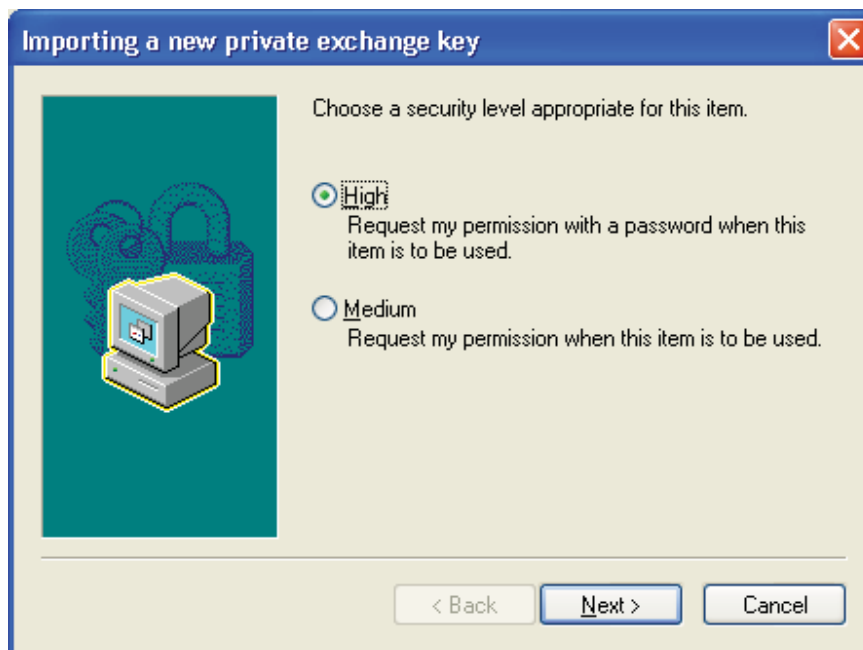 Importing a new private exchange key
Choose a security level appropriate for this item.
High
Request my permission with a password when this
item is to be used.
Medium
Request my permission when this item is to be used.
< Back
Next >
Cancel